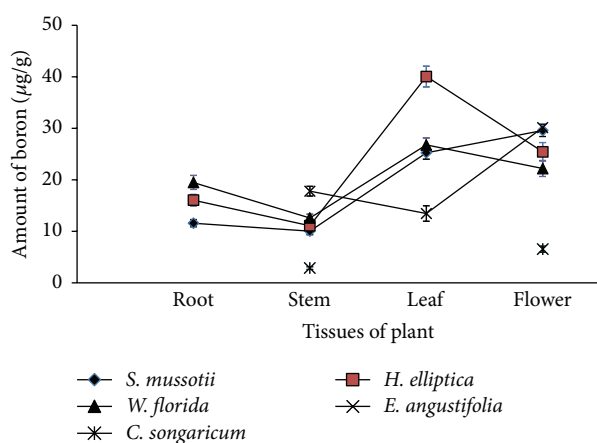 50
40
30
20
10
0
Amount of boron (μg/g)
Root Stem Leaf Flower
Tissues of plant
S. mussotii
H. elliptica
W. florida
E. angustifolia
C. songaricum